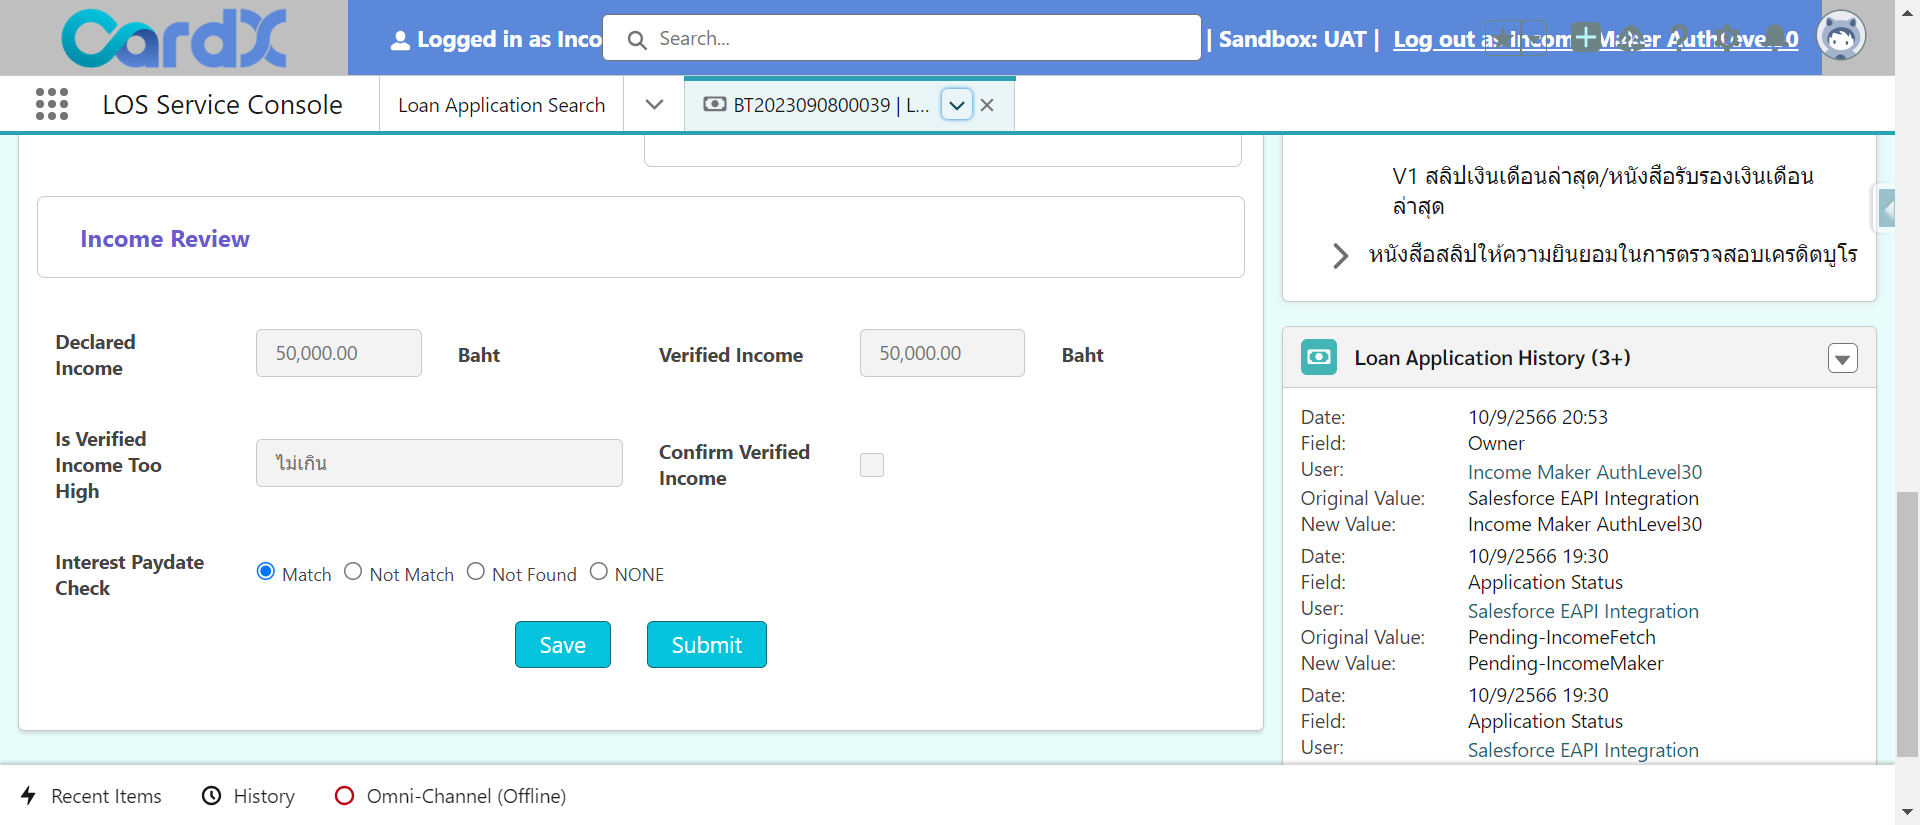 CardX
Logged in as Inco
Search...
| Sandbox: UAT |
Log out as Income Maker AuthLevel30
LOS Service Console
Loan Application Search
BT2023090800039 | L...
V1 สลิปเงินเดือนล่าสุด/หนังสือรับรองเงินเดือน
ล่าสุด
หนังสือสลิปให้ความยินยอมในการตรวจสอบเครดิตบูโร
Income Review
Declared
Income
50,000.00
Baht
Verified Income
50,000.00
Baht
Is Verified
Income Too
High
ไม่เกิน
Confirm Verified
Income
Interest Paydate
Check
Match
Not Match
Not Found
NONE
Save
Submit
Loan Application History (3+)
Date: 10/9/2566 20:53
Field: Owner
User: Income Maker AuthLevel30
Original Value: Salesforce EAPI Integration
New Value: Income Maker AuthLevel30
Date: 10/9/2566 19:30
Field: Application Status
User: Salesforce EAPI Integration
Original Value: Pending-IncomeFetch
New Value: Pending-IncomeMaker
Date: 10/9/2566 19:30
Field: Application Status
User: Salesforce EAPI Integration
Recent Items
History
Omni-Channel (Offline)